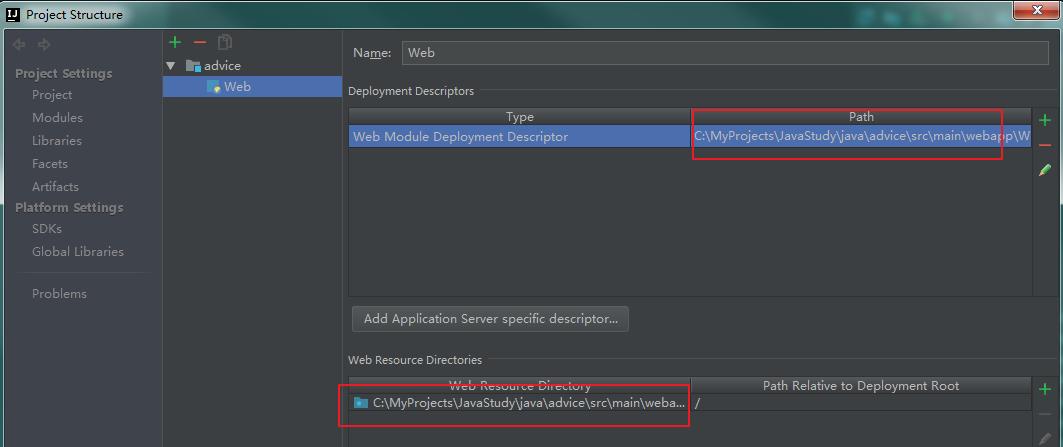 Project Structure
Project Settings
Project
Modules
Libraries
Facets
Artifacts
Platform Settings
SDKs
Global Libraries
Problems
advice
Web
Name: Web
Deployment Descriptors
Type Path
Web Module Deployment Descriptor C:\MyProjects\JavaStudy\java\advice\src\main\webapp\W
Add Application Server specific descriptor...
Web Resource Directories
Web Resource Directory Path Relative to Deployment Root
C:\MyProjects\JavaStudy\java\advice\src\main\weba... /